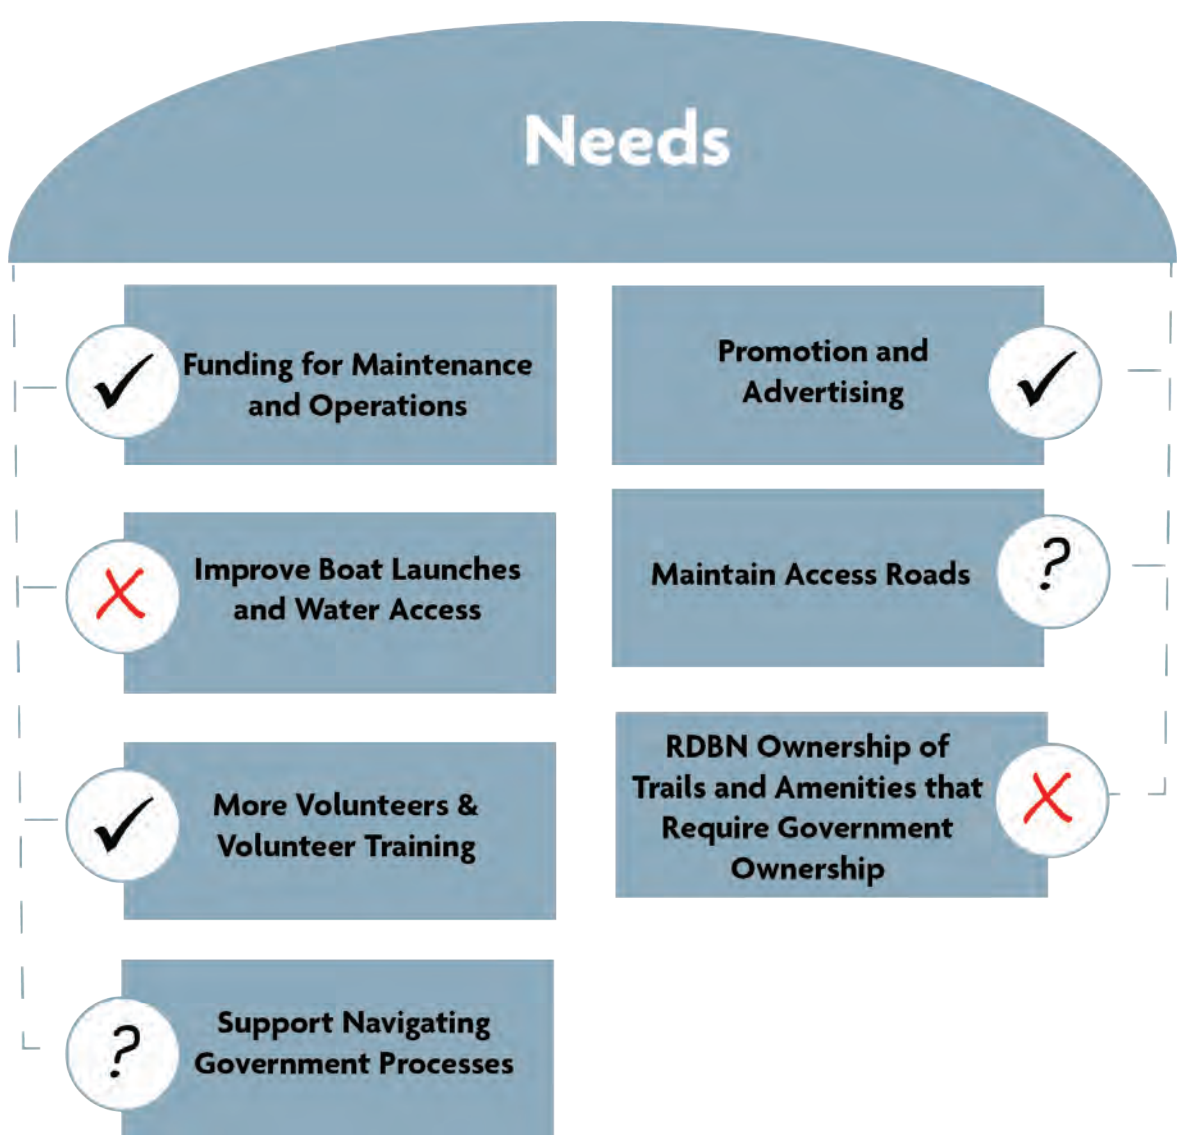 Needs
Funding for Maintenance
and Operations
Improve Boat Launches
and Water Access
More Volunteers &
Volunteer Training
?
Support Navigating
Government Processes
Promotion and
Advertising
Maintain Access Roads
?
RDBN Ownership of
Trails and Amenities that
Require Government
Ownership